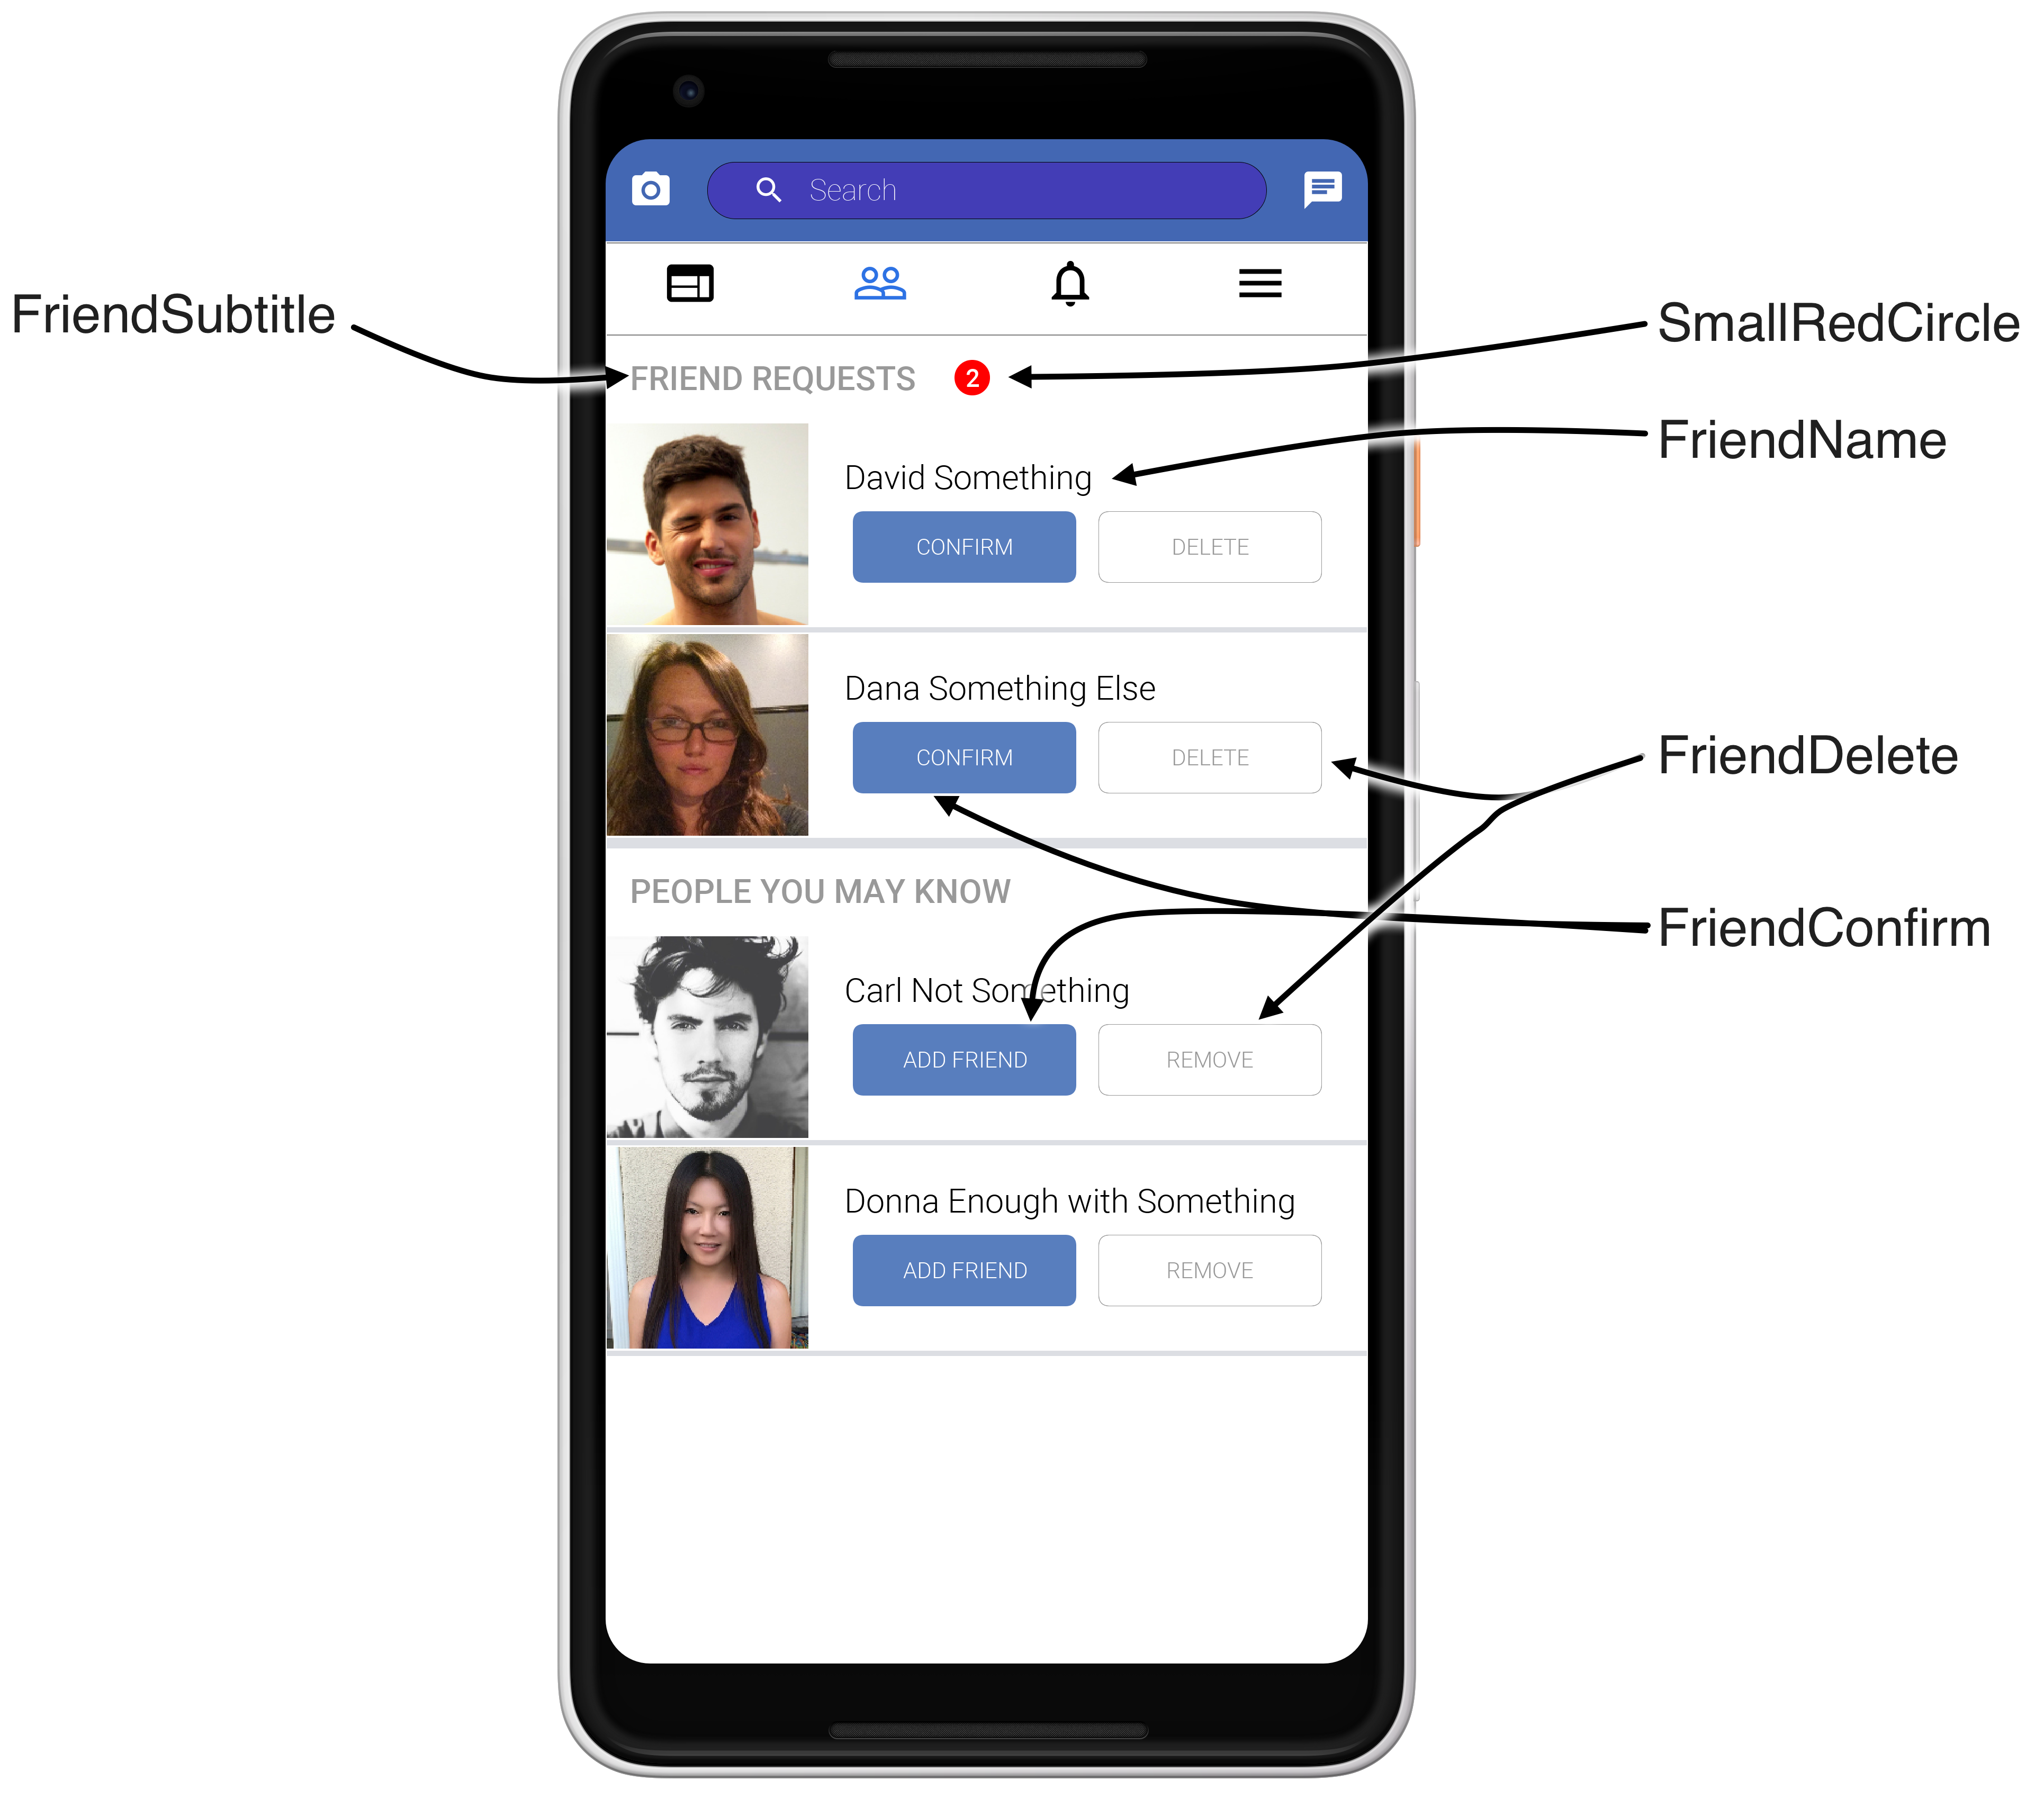 Search
FriendSubtitle
SmallRedCircle
FRIEND REQUESTS 2
FriendName
David Something
CONFIRM DELETE
Dana Something Else
CONFIRM DELETE
FriendDelete
PEOPLE YOU MAY KNOW
FriendConfirm
Carl Not Something
ADD FRIEND REMOVE
Donna Enough with Something
ADD FRIEND REMOVE